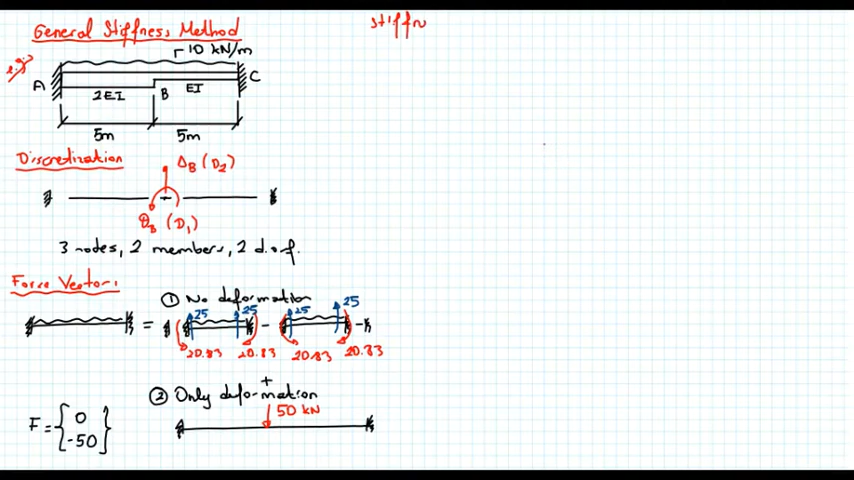 General Stiffness Method
e.g.
10 kN/m
A
C
2EI
B
EI
5m
5m
Discretization
ΔB (D2)
θB (D1)
3 nodes, 2 members, 2 d.o.f.
Force Vector:
① No deformation
25
25
25
25
=
20.83
20.83
20.83
20.83
+
② Only deformation
50 kN
F = { 0
-50 }
stiffn